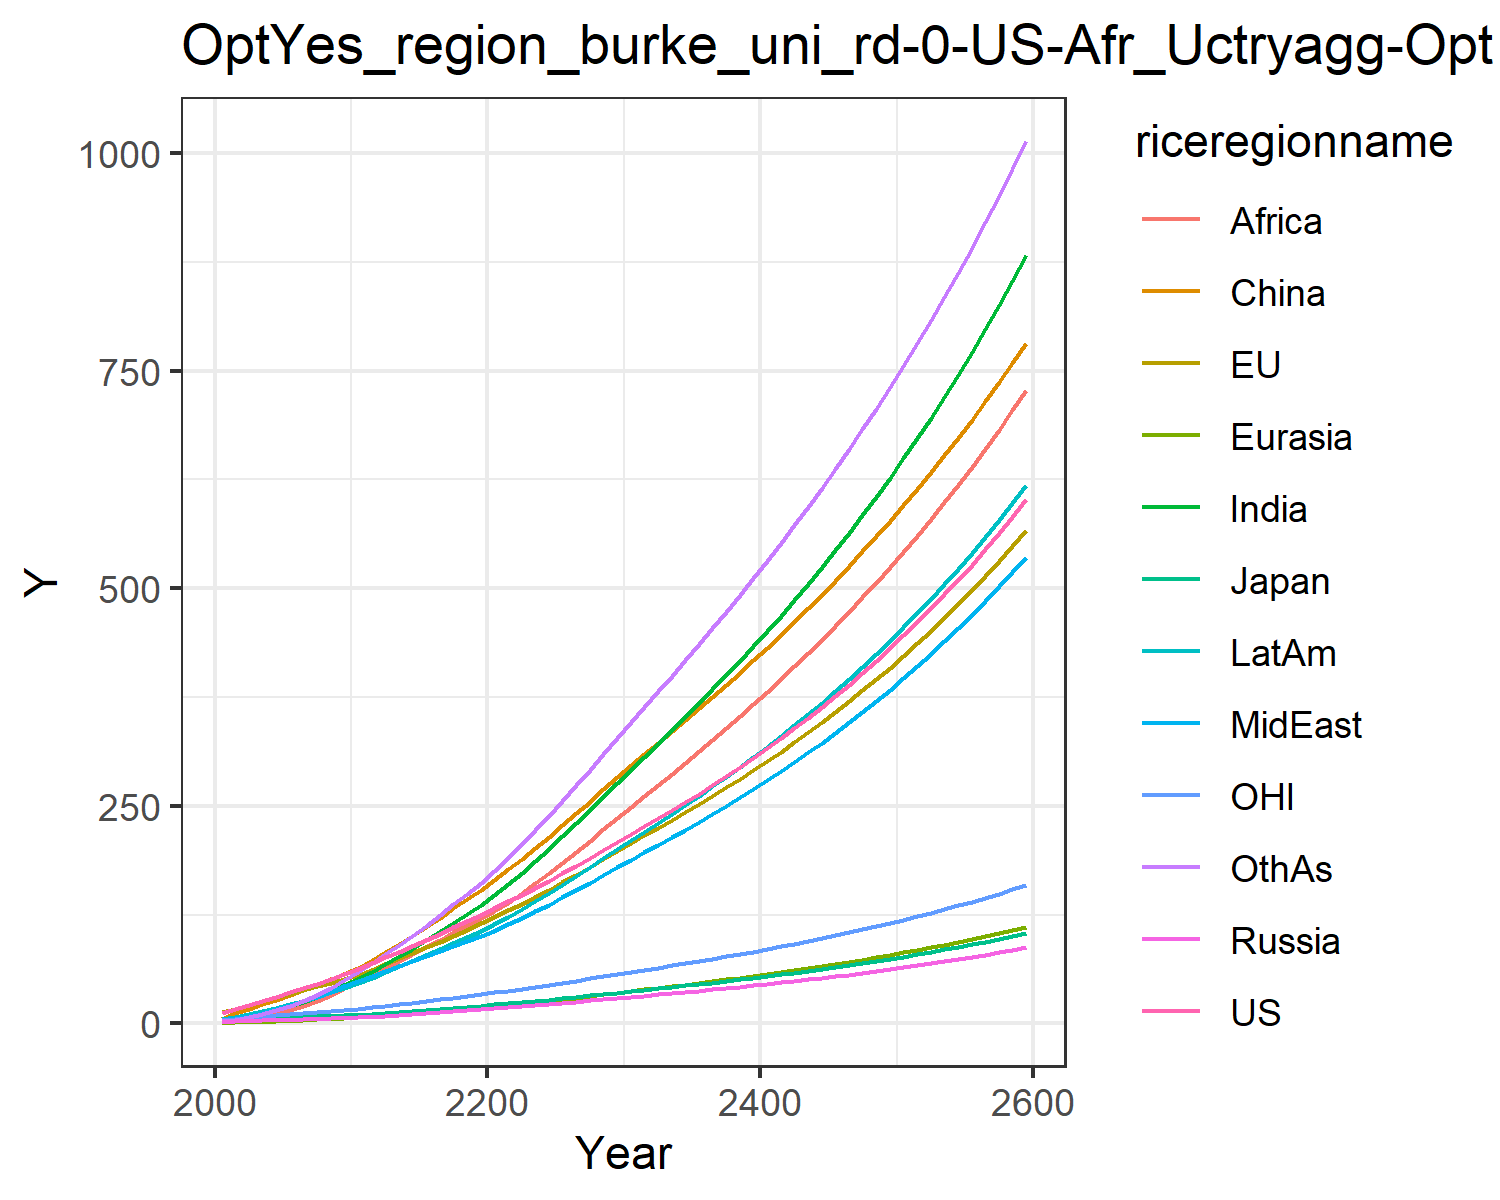 OptYes_region_burke_uni_rd-0-US-Afr_Uctryagg-Opt
1000
750
500
250
0
Y
2000 2200 2400 2600
Year
riceregionname
Africa
China
EU
Eurasia
India
Japan
LatAm
MidEast
OHI
OthAs
Russia
US